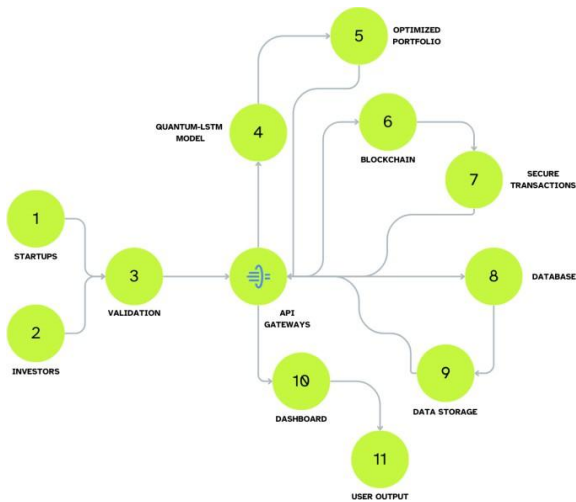 5
OPTIMIZED
PORTFOLIO
QUANTUM-LSTM
MODEL
4
6
BLOCKCHAIN
7
SECURE
TRANSACTIONS
1
STARTUPS
3
VALIDATION
API
GATEWAYS
8
DATABASE
2
INVESTORS
9
DATA STORAGE
10
DASHBOARD
11
USER OUTPUT